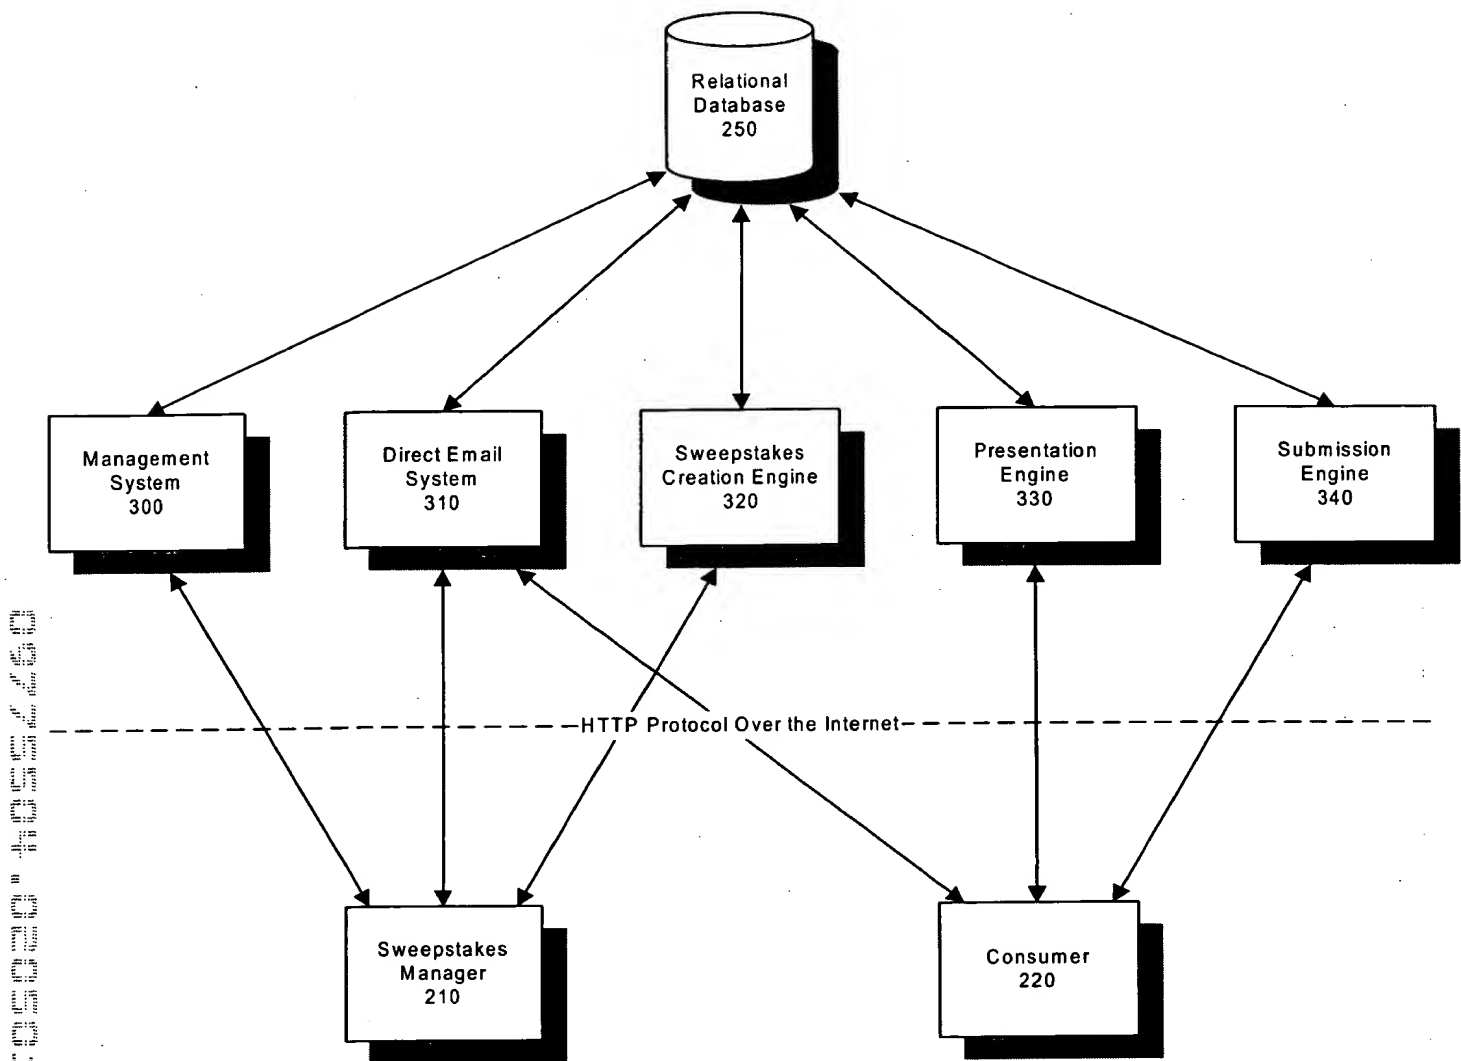 Relational
Database
250
Management
System
300
Direct Email
System
310
Sweepstakes
Creation Engine
320
Presentation
Engine
330
Submission
Engine
340
HTTP Protocol Over the Internet
Sweepstakes
Manager
210
Consumer
220